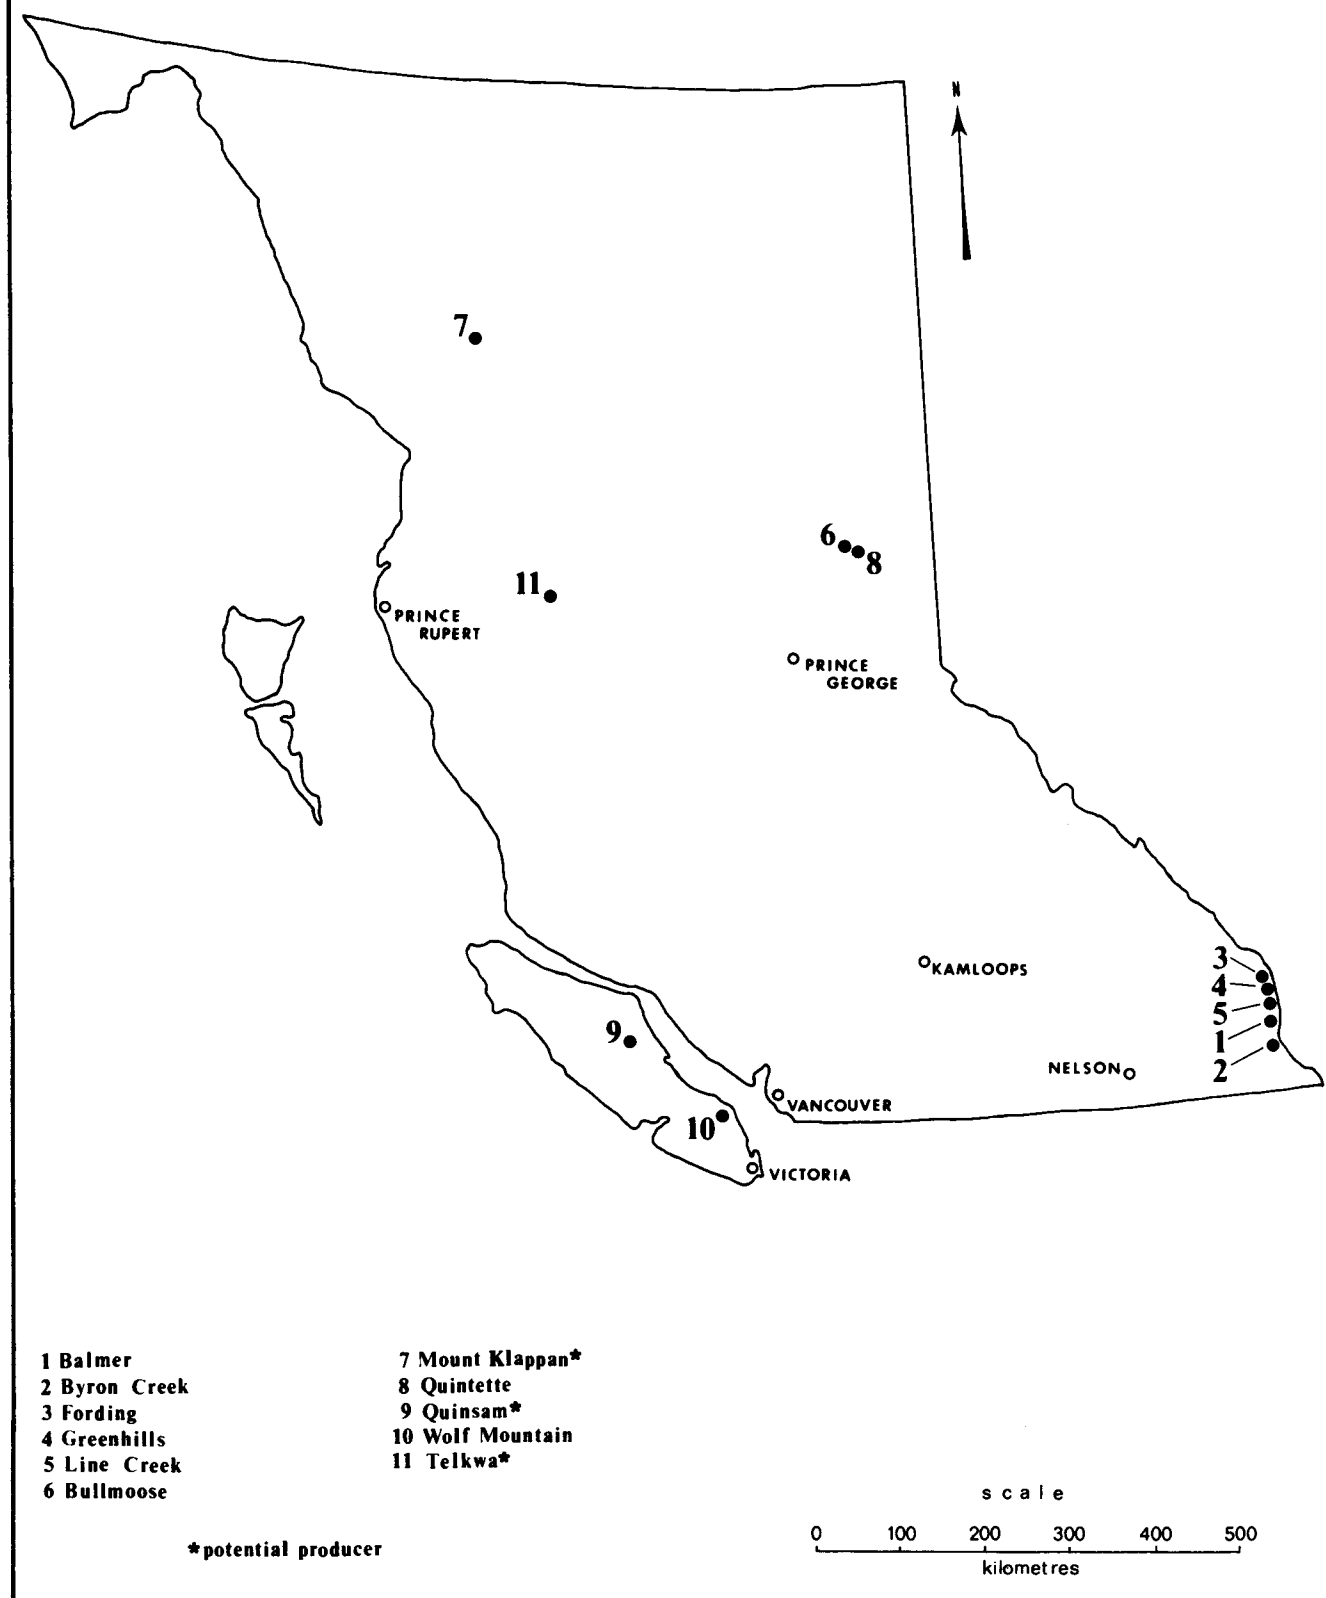 N
7
6
8
11
PRINCE
RUPERT
PRINCE
GEORGE
3
KAMLOOPS
4
5
9
1
NELSON
2
VANCOUVER
10
VICTORIA
1 Balmer
2 Byron Creek
3 Fording
4 Greenhills
5 Line Creek
6 Bullmoose
7 Mount Klappan*
8 Quintette
9 Quinsam*
10 Wolf Mountain
11 Telkwa*
*potential producer
scale
0 100 200 300 400 500
kilometres